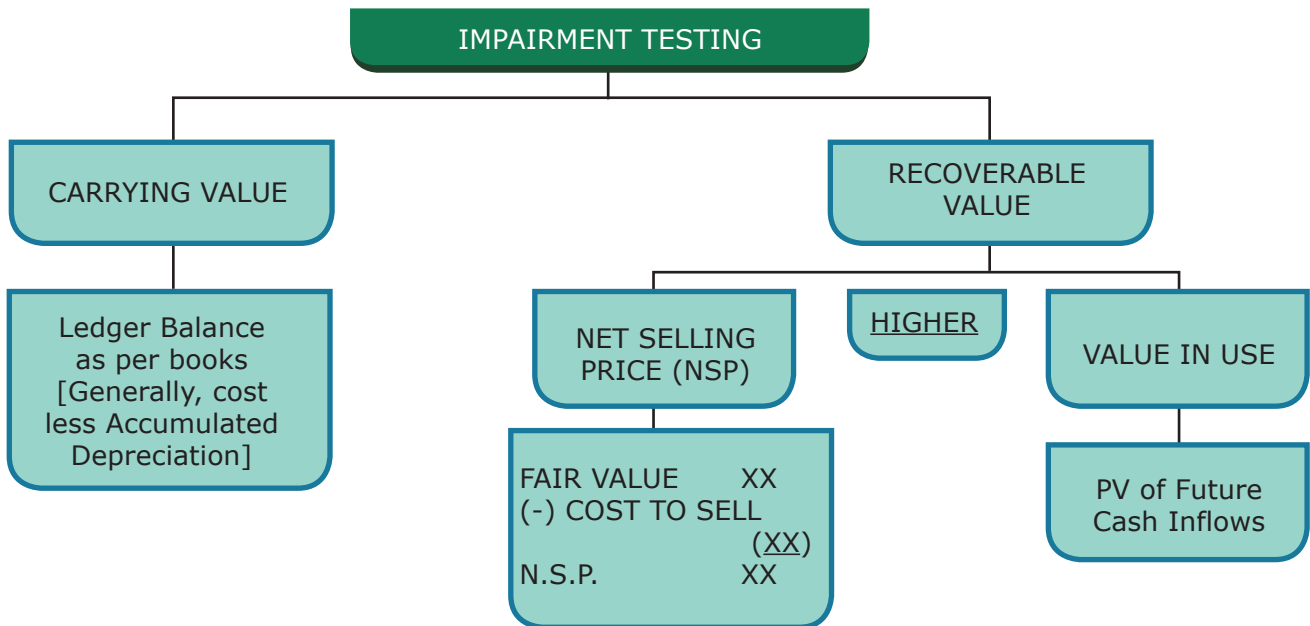 IMPAIRMENT TESTING
CARRYING VALUE
RECOVERABLE
VALUE
Ledger Balance
as per books
[Generally, cost
less Accumulated
Depreciation]
NET SELLING
PRICE (NSP)
HIGHER
VALUE IN USE
FAIR VALUE XX
(-) COST TO SELL
(XX)
N.S.P. XX
PV of Future
Cash Inflows